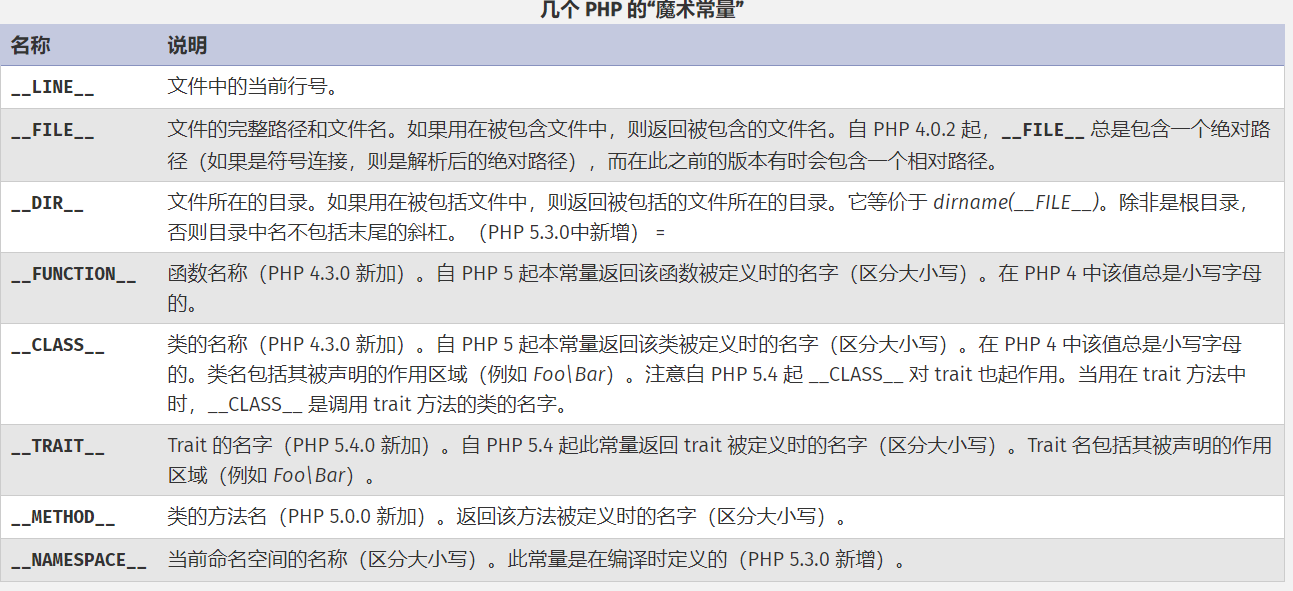 几个 PHP 的“魔术常量”
名称 说明
__LINE__ 文件中的当前行号。
__FILE__ 文件的完整路径和文件名。如果用在被包含文件中，则返回被包含的文件名。自 PHP 4.0.2 起，__FILE__ 总是包含一个绝对路
径（如果是符号连接，则是解析后的绝对路径），而在此之前的版本有时会包含一个相对路径。
__DIR__ 文件所在的目录。如果用在被包括文件中，则返回被包括的文件所在的目录。它等价于 dirname(__FILE__)。除非是根目录，
否则目录中名不包括末尾的斜杠。（PHP 5.3.0中新增） =
__FUNCTION__ 函数名称（PHP 4.3.0 新加）。自 PHP 5 起本常量返回该函数被定义时的名字（区分大小写）。在 PHP 4 中该值总是小写字母
的。
__CLASS__ 类的名称（PHP 4.3.0 新加）。自 PHP 5 起本常量返回该类被定义时的名字（区分大小写）。在 PHP 4 中该值总是小写字母
的。类名包括其被声明的作用区域（例如 Foo\Bar）。注意自 PHP 5.4 起 __CLASS__ 对 trait 也起作用。当用在 trait 方法中
时，__CLASS__ 是调用 trait 方法的类的名字。
__TRAIT__ Trait 的名字（PHP 5.4.0 新加）。自 PHP 5.4 起此常量返回 trait 被定义时的名字（区分大小写）。Trait 名包括其被声明的作用
区域（例如 Foo\Bar）。
__METHOD__ 类的方法名（PHP 5.0.0 新加）。返回该方法被定义时的名字（区分大小写）。
__NAMESPACE__ 当前命名空间的名称（区分大小写）。此常量是在编译时定义的（PHP 5.3.0 新增）。